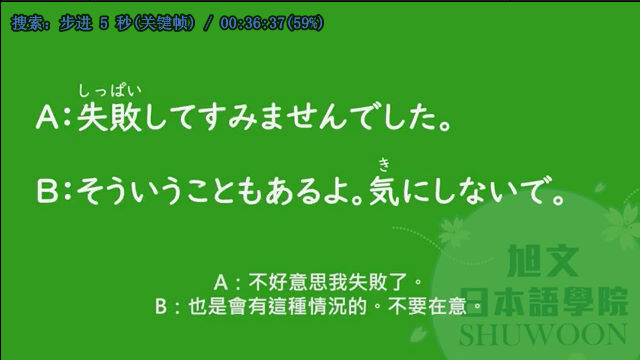 搜索: 步进 5 秒(关键帧) / 00:36:37(59%)
しっぱい
A:失敗してすみませんでした。
き
B:そういうこともあるよ。気にしないで。
A：不好意思我失敗了。
B：也是會有這種情況的。不要在意。
旭文
日本語學院
SHUWOON